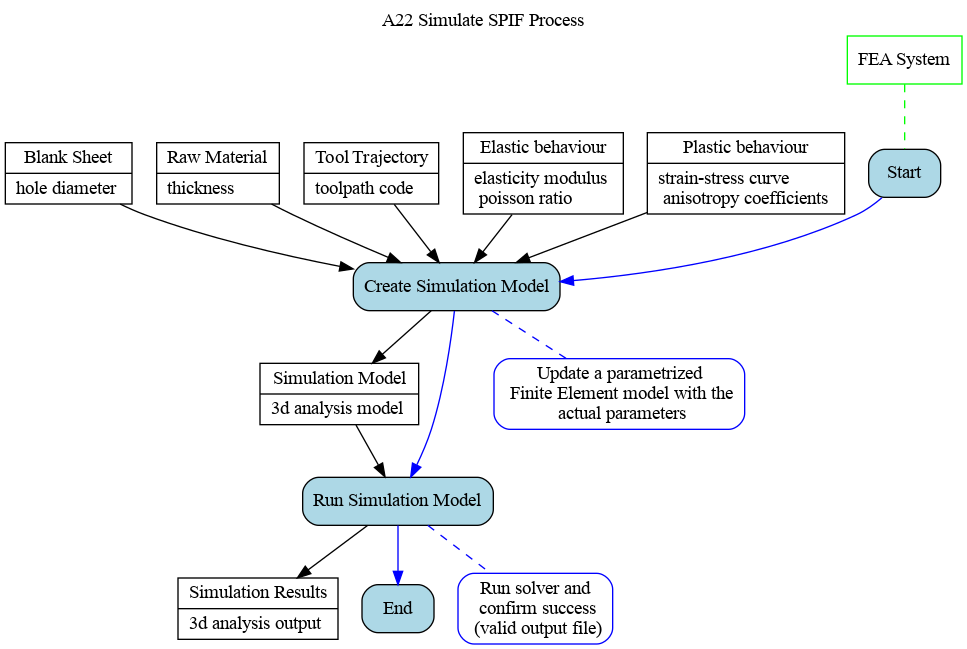 A22 Simulate SPIF Process
FEA System
Blank Sheet
hole diameter
Raw Material
thickness
Tool Trajectory
toolpath code
Elastic behaviour
elasticity modulus
poisson ratio
Plastic behaviour
strain-stress curve
anisotropy coefficients
Start
Create Simulation Model
Simulation Model
3d analysis model
Update a parametrized
Finite Element model with the
actual parameters
Run Simulation Model
Simulation Results
3d analysis output
End
Run solver and
confirm success
(valid output file)